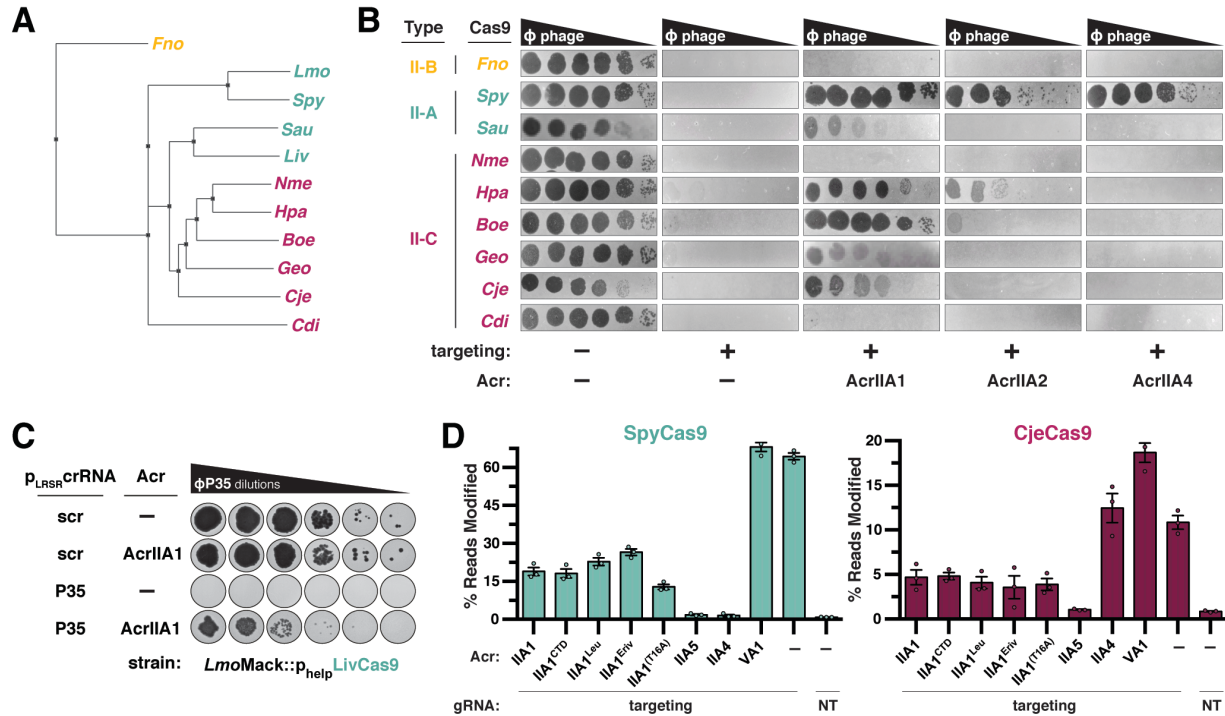 A
Fno
Lmo
Spy
Sau
Liv
Nme
Hpa
Boe
Geo
Cje
Cdi
B
Type Cas9
ϕ phage ϕ phage ϕ phage ϕ phage ϕ phage
II-B Fno
II-A Spy
Sau
II-C Nme
Hpa
Boe
Geo
Cje
Cdi
targeting: − + + + +
Acr: − − AcrIIA1 AcrIIA2 AcrIIA4
C
pLRSRcrRNA Acr ϕP35 dilutions
scr −
scr AcrIIA1
P35 −
P35 AcrIIA1
strain: LmoMack::phelpLivCas9
D
SpyCas9
% Reads Modified
60
45
30
15
0
Acr: IIA1 IIA1CTD IIA1Leu IIA1Eriv IIA1(T16A) IIA5 IIA4 VA1 − −
gRNA: targeting NT
CjeCas9
% Reads Modified
20
15
10
5
0
IIA1 IIA1CTD IIA1Leu IIA1Eriv IIA1(T16A) IIA5 IIA4 VA1 − −
targeting NT